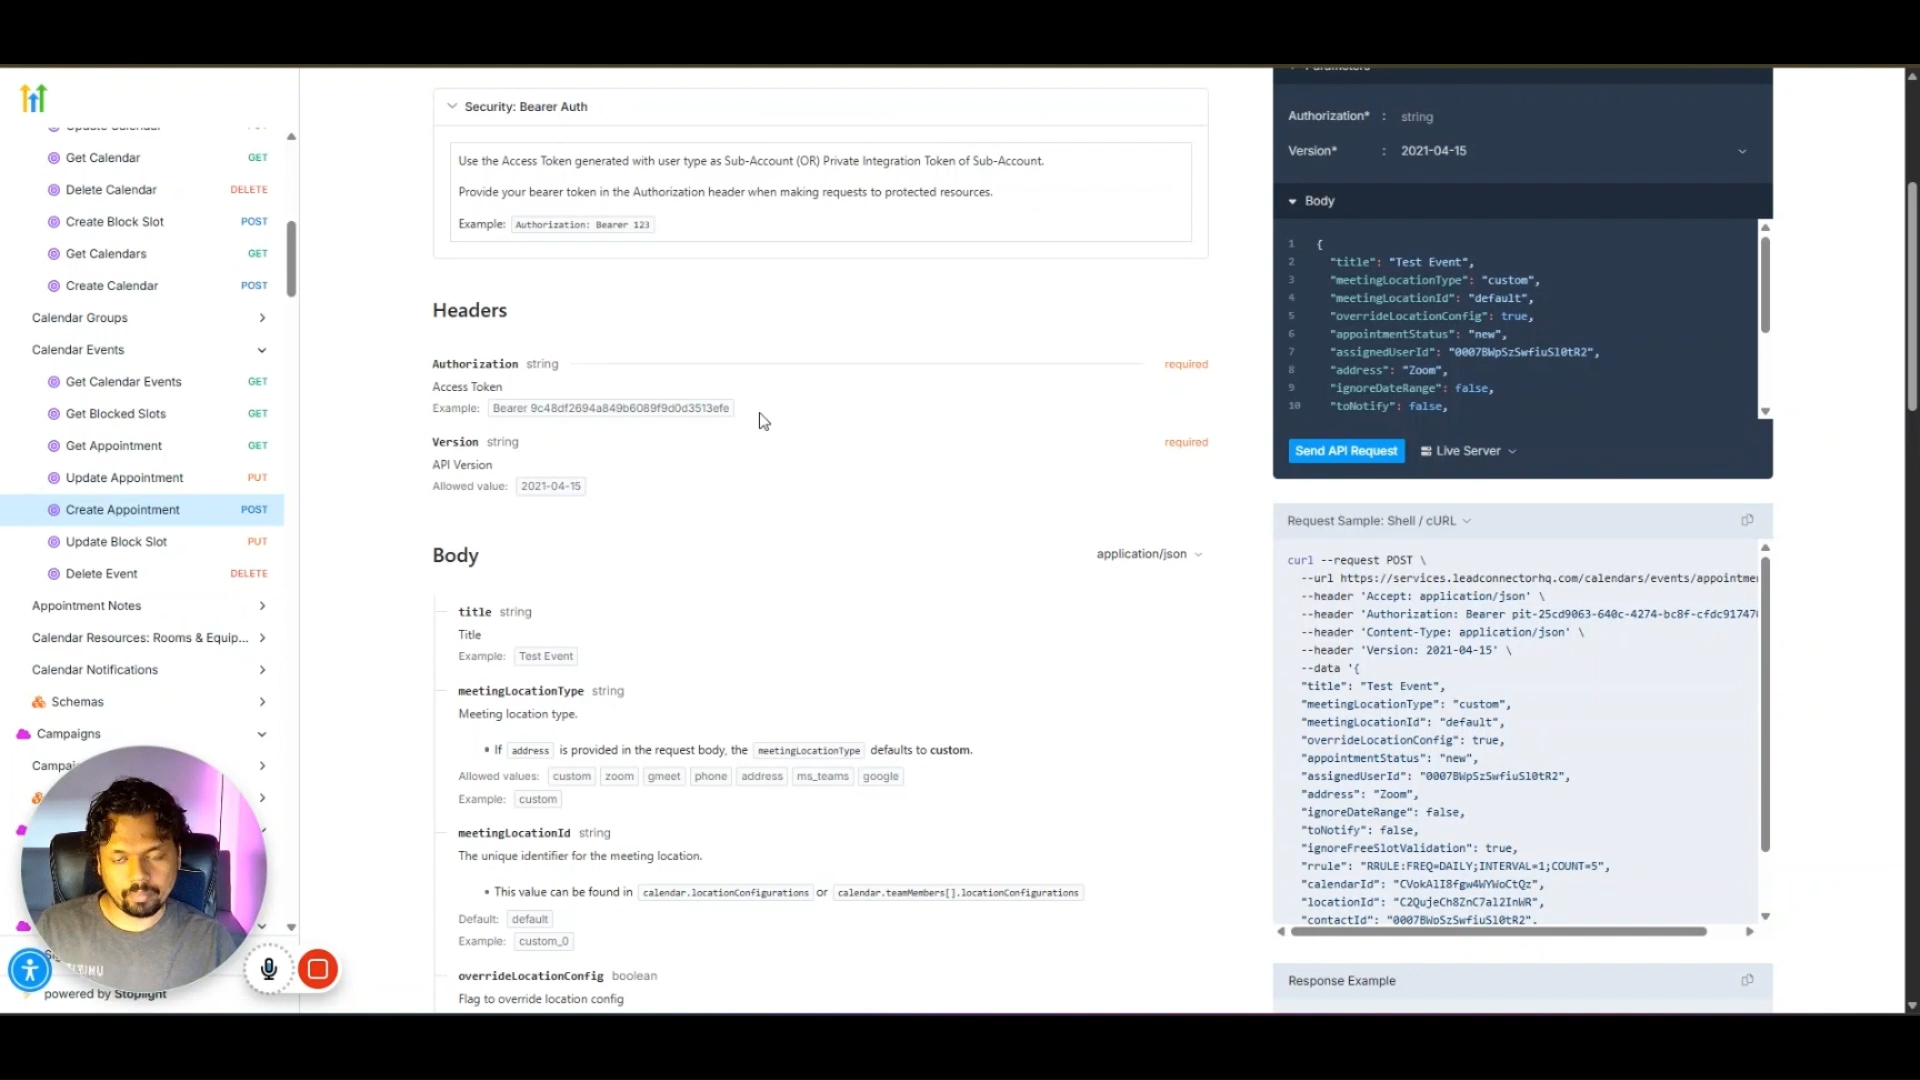 Get Calendar GET
Delete Calendar DELETE
Create Block Slot POST
Get Calendars GET
Create Calendar POST
Calendar Groups
Calendar Events
Get Calendar Events GET
Get Blocked Slots GET
Get Appointment GET
Update Appointment PUT
Create Appointment POST
Update Block Slot PUT
Delete Event DELETE
Appointment Notes
Calendar Resources: Rooms & Equip...
Calendar Notifications
Schemas
Campaigns
powered by Stoplight
Security: Bearer Auth
Use the Access Token generated with user type as Sub-Account (OR) Private Integration Token of Sub-Account.
Provide your bearer token in the Authorization header when making requests to protected resources.
Example: Authorization: Bearer 123
Headers
Authorization string required
Access Token
Example: Bearer 9c48df2694a849b6089f9d0d3513efe
Version string required
API Version
Allowed value: 2021-04-15
Body application/json
title string
Title
Example: Test Event
meetingLocationType string
Meeting location type.
• If address is provided in the request body, the meetingLocationType defaults to custom.
Allowed values: custom zoom gmeet phone address ms_teams google
Example: custom
meetingLocationId string
The unique identifier for the meeting location.
• This value can be found in calendar.locationConfigurations or calendar.teamMembers[].locationConfigurations
Default: default
Example: custom_0
overrideLocationConfig boolean
Flag to override location config
Authorization* : string
Version* : 2021-04-15
Body
1 {
2 "title": "Test Event",
3 "meetingLocationType": "custom",
4 "meetingLocationId": "default",
5 "overrideLocationConfig": true,
6 "appointmentStatus": "new",
7 "assignedUserId": "0007BWpSzSwfiuSl0tR2",
8 "address": "Zoom",
9 "ignoreDateRange": false,
10 "toNotify": false,
Send API Request Live Server
Request Sample: Shell / cURL
curl --request POST \
--url https://services.leadconnectorhq.com/calendars/events/appointme
--header 'Accept: application/json' \
--header 'Authorization: Bearer pit-25cd9063-640c-4274-bc8f-cfdc91747
--header 'Content-Type: application/json' \
--header 'Version: 2021-04-15' \
--data '{
"title": "Test Event",
"meetingLocationType": "custom",
"meetingLocationId": "default",
"overrideLocationConfig": true,
"appointmentStatus": "new",
"assignedUserId": "0007BWpSzSwfiuSl0tR2",
"address": "Zoom",
"ignoreDateRange": false,
"toNotify": false,
"ignoreFreeSlotValidation": true,
"rrule": "RRULE:FREQ=DAILY;INTERVAL=1;COUNT=5",
"calendarId": "CVokAlI8fgw4WYWoCtQz",
"locationId": "C2QujeCh8ZnC7al2InWR",
"contactId": "0007BWpSzSwfiuSl0tR2",
Response Example